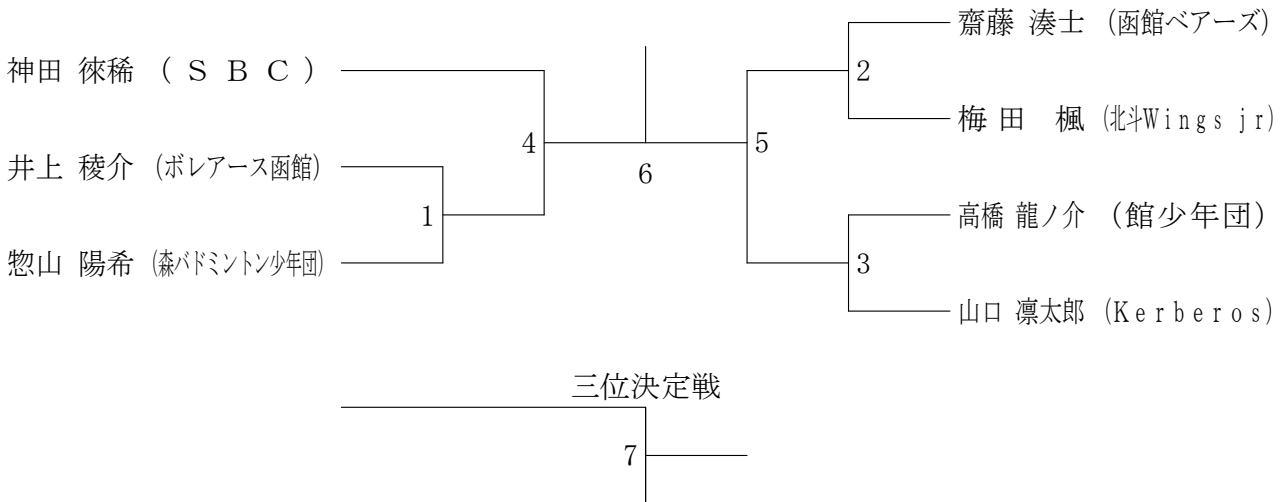 神田 徠稀 (ＳＢＣ)
井上 稜介 (ボレアース函館)
惣山 陽希 (森バドミントン少年団)
1
4
6
齋藤 湊士 (函館ベアーズ)
梅田 楓 (北斗Wings jr)
高橋 龍ノ介 (館少年団)
山口 凛太郎 (Kerberos)
2
3
5
三位決定戦
7